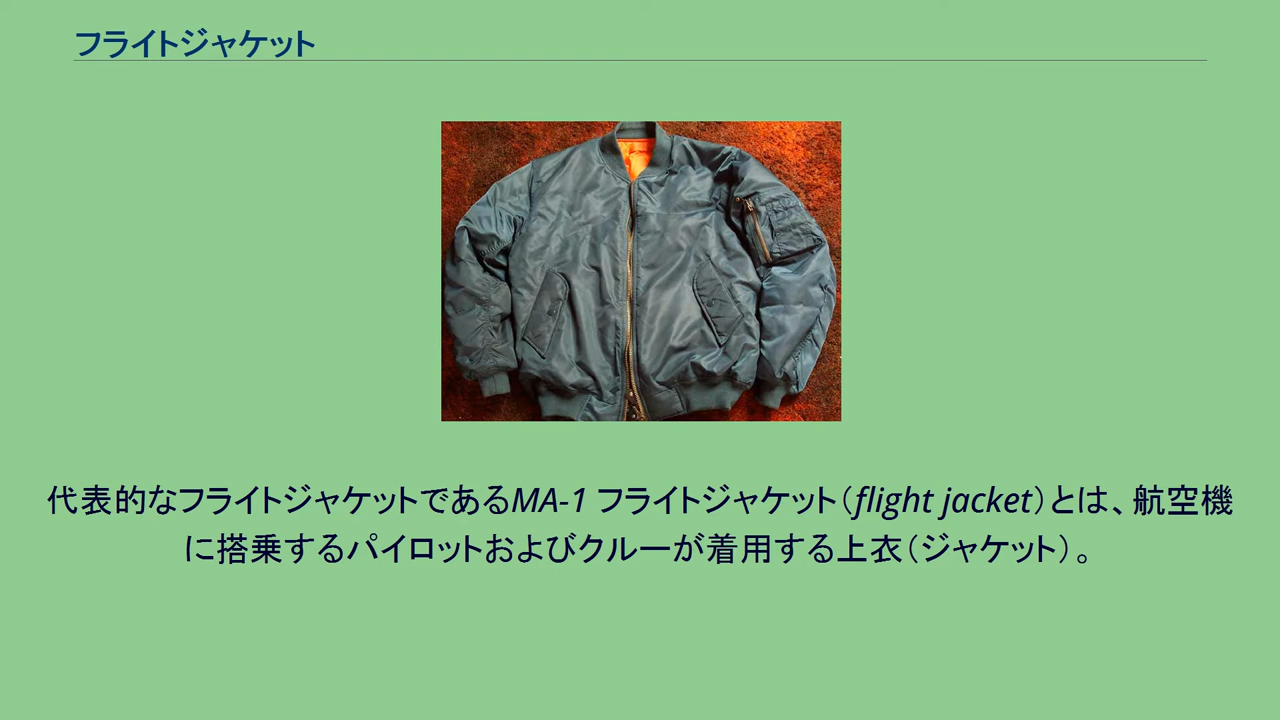 フライトジャケット
代表的なフライトジャケットであるMA-1 フライトジャケット（flight jacket）とは、航空機
に搭乗するパイロットおよびクルーが着用する上衣（ジャケット）。